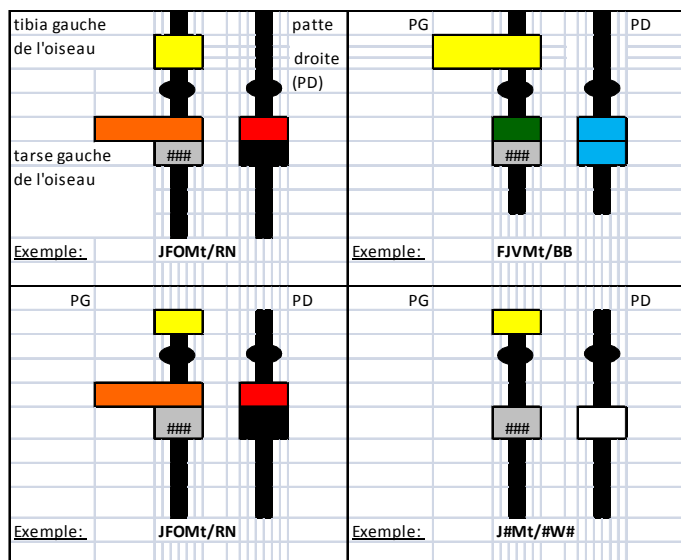 tibia gauche
de l'oiseau
patte
droite
(PD)
###
tarse gauche
de l'oiseau
Exemple: JFOMt/RN
PG PD
###
Exemple: FJVMt/BB
PG PD
###
Exemple: JFOMt/RN
PG PD
###
Exemple: J#Mt/#W#